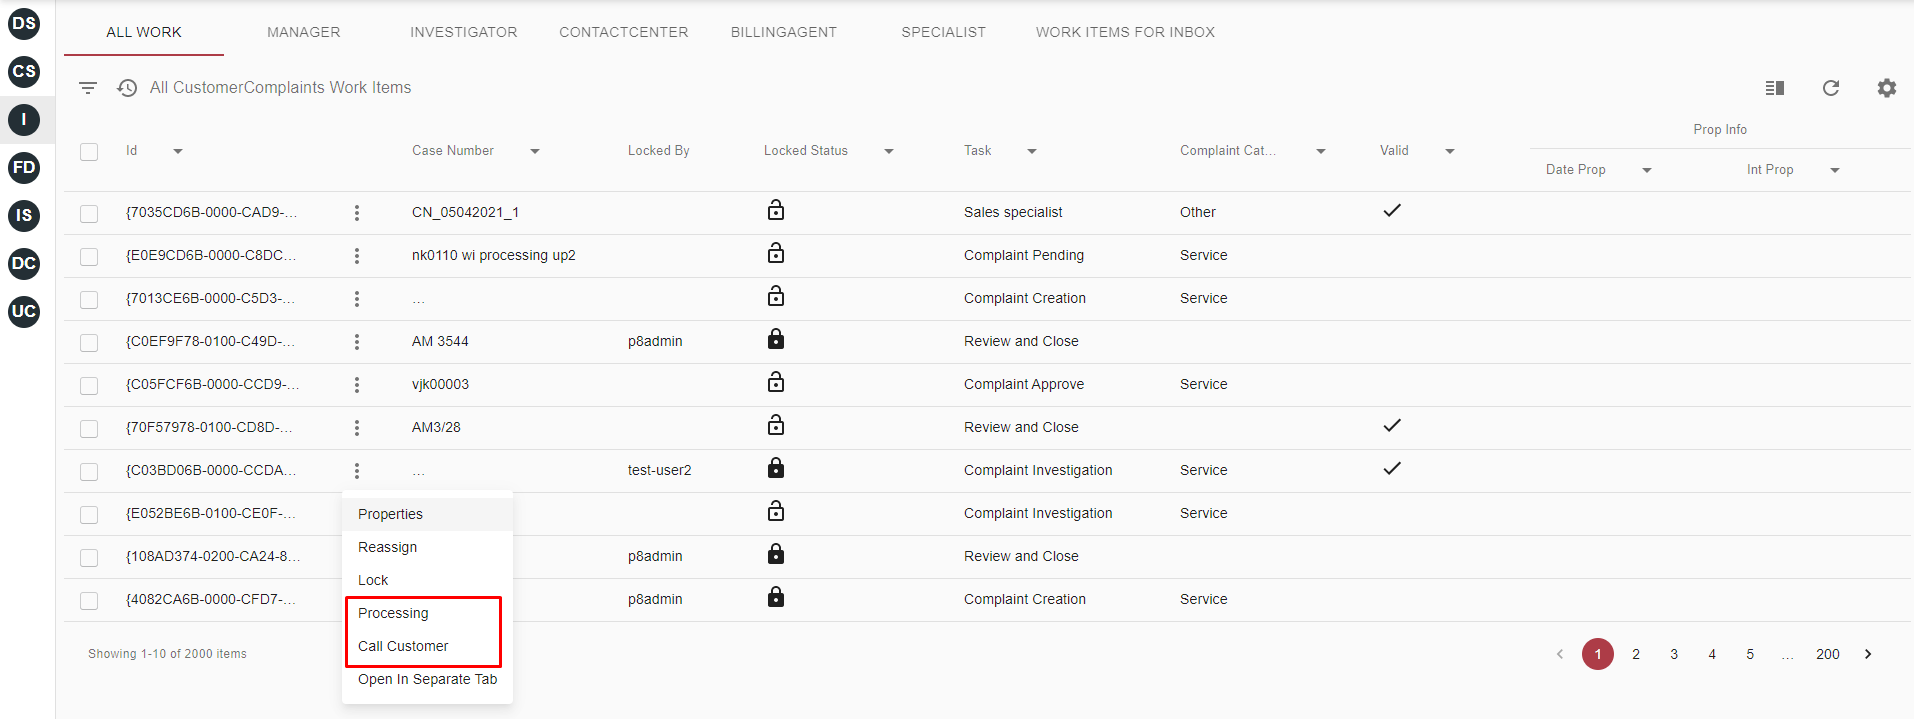 DS
CS
I
FD
IS
DC
UC
ALL WORK MANAGER INVESTIGATOR CONTACTCENTER BILLINGAGENT SPECIALIST WORK ITEMS FOR INBOX
All CustomerComplaints Work Items
Prop Info
Id Case Number Locked By Locked Status Task Complaint Cat... Valid
Date Prop Int Prop
{7035CD6B-0000-CAD9-... CN_05042021_1 Sales specialist Other
{E0E9CD6B-0000-C8DC... nk0110 wi processing up2 Complaint Pending Service
{7013CE6B-0000-C5D3-... ... Complaint Creation Service
{C0EF9F78-0100-C49D-... AM 3544 p8admin Review and Close
{C05FCF6B-0000-CCD9-... vjk00003 Complaint Approve Service
{70F57978-0100-CD8D-... AM3/28 Review and Close
{C03BD06B-0000-CCDA... ... test-user2 Complaint Investigation Service
{E052BE6B-0100-CE0F-... Complaint Investigation Service
{108AD374-0200-CA24-8... p8admin Review and Close
{4082CA6B-0000-CFD7-... p8admin Complaint Creation Service
Properties
Reassign
Lock
Processing
Call Customer
Open In Separate Tab
Showing 1-10 of 2000 items
1 2 3 4 5 ... 200